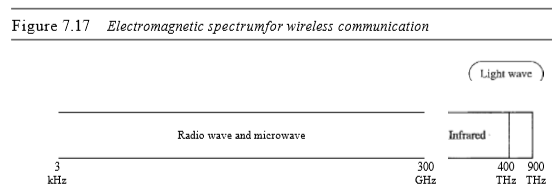 Figure 7.17 Electromagnetic spectrumfor wireless communication
Light wave
Radio wave and microwave
Infrared
3 300 400 900
kHz GHz THz THz